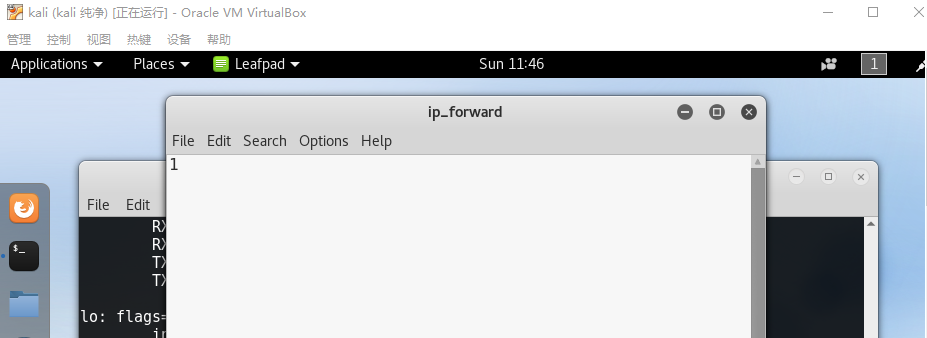 kali (kali 纯净) [正在运行] - Oracle VM VirtualBox
管理 控制 视图 热键 设备 帮助
Applications Places Leafpad Sun 11:46 1
ip_forward
File Edit Search Options Help
1
File Edit
RX
RX
TX
TX
lo: flags=